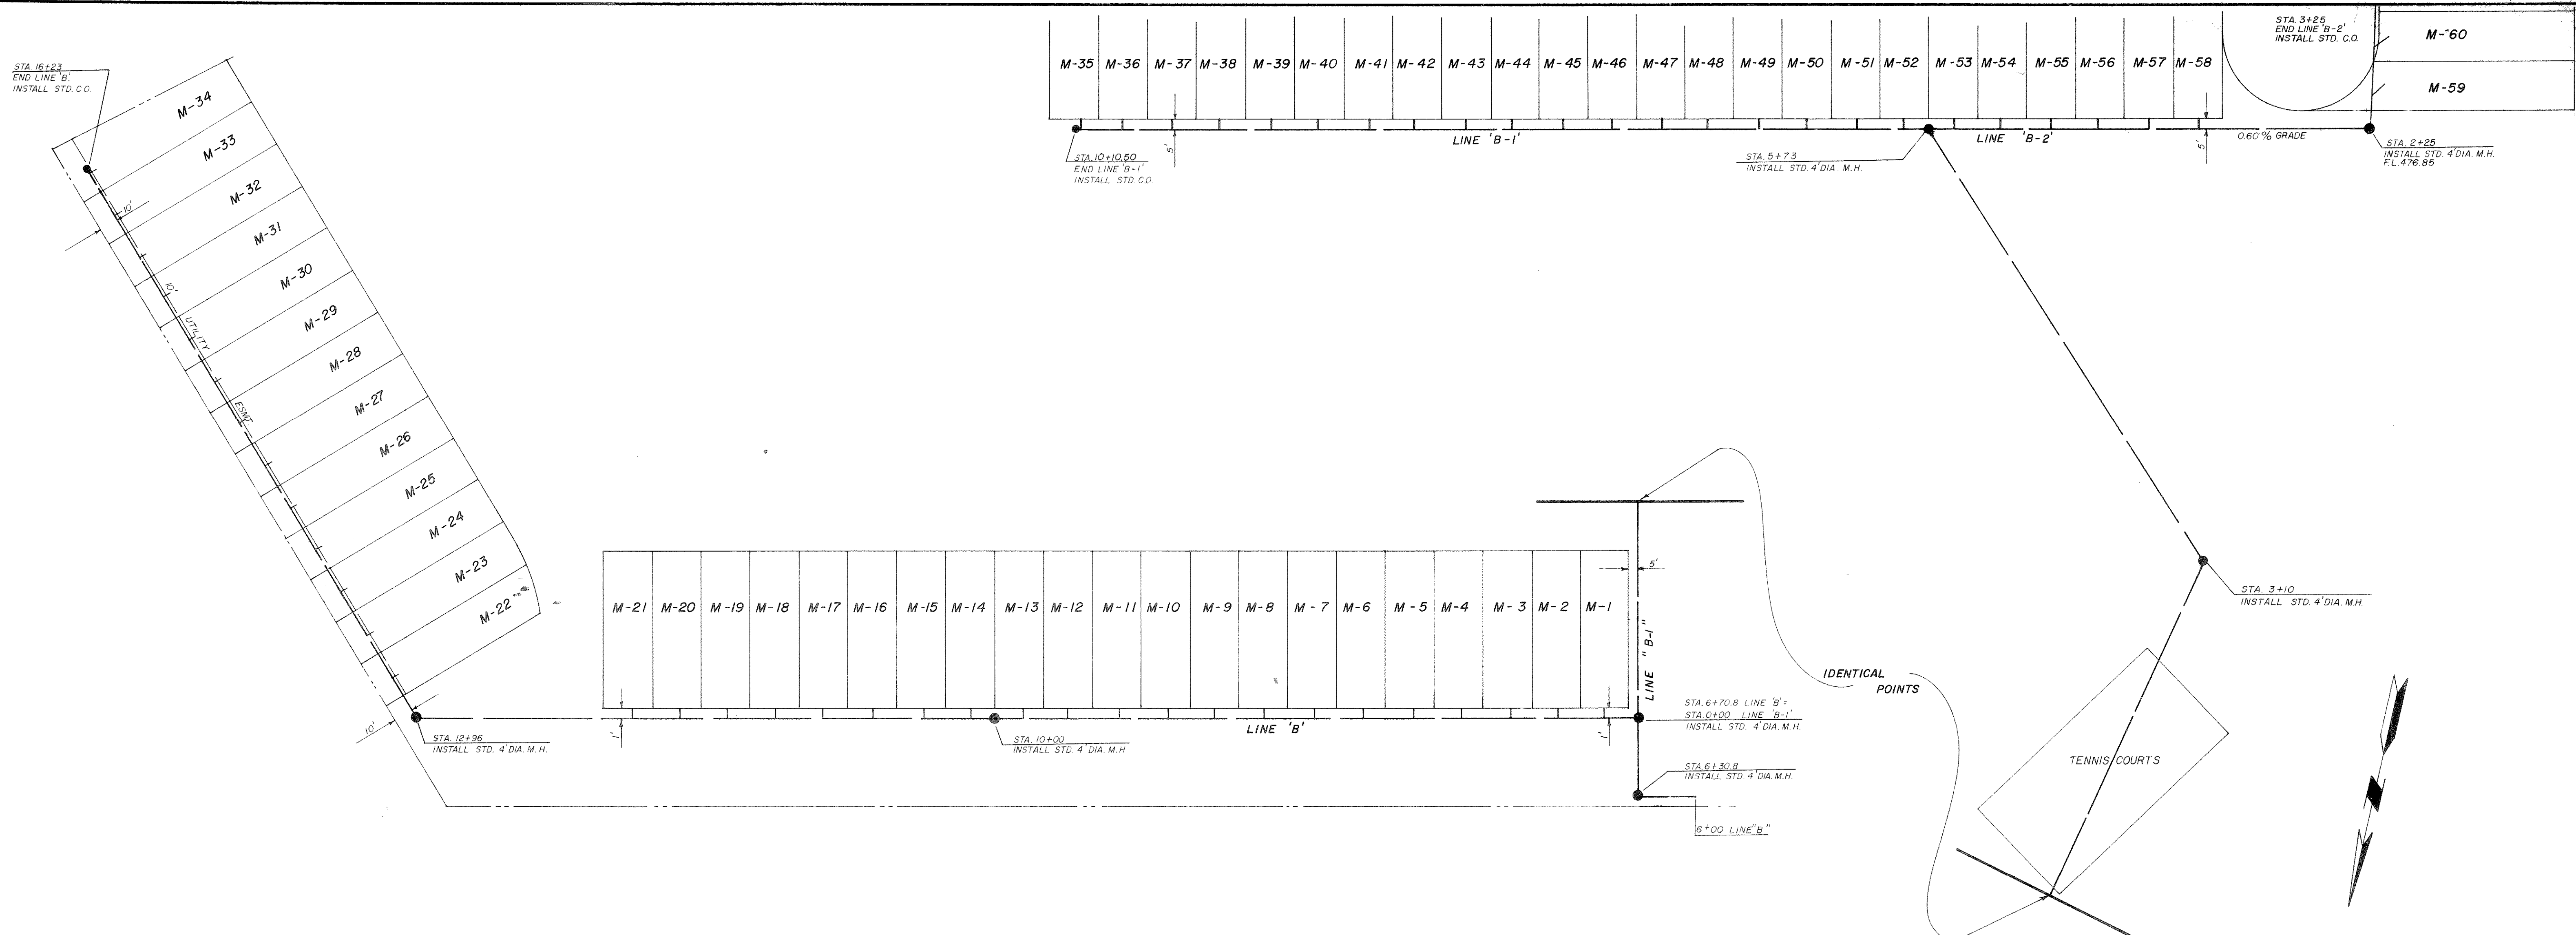 STA. 16+23
END LINE 'B'.
INSTALL STD. C.O.
M-34
M-33
M-32
M-31
M-30
M-29
M-28
M-27
M-26
M-25
M-24
M-23
M-22
10'
UTILITY
ESMT
10'
STA. 12+96
INSTALL STD. 4' DIA. M.H.
M-35 M-36 M-37 M-38 M-39 M-40 M-41 M-42 M-43 M-44 M-45 M-46 M-47 M-48 M-49 M-50 M-51 M-52 M-53 M-54 M-55 M-56 M-57 M-58
STA. 3+25
END LINE 'B-2'
INSTALL STD. C.O.
M-60
M-59
STA. 10+10.50
END LINE 'B-1'
INSTALL STD. C.O.
5'
LINE 'B-1'
STA. 5+73
INSTALL STD. 4' DIA. M.H.
LINE 'B-2'
5'
0.60% GRADE
STA. 2+25
INSTALL STD. 4' DIA. M.H.
F.L. 476.85
M-21 M-20 M-19 M-18 M-17 M-16 M-15 M-14 M-13 M-12 M-11 M-10 M-9 M-8 M-7 M-6 M-5 M-4 M-3 M-2 M-1
5'
LINE "B-1"
1'
STA. 10+00
INSTALL STD. 4' DIA. M.H
LINE 'B'
1'
STA. 6+70.8 LINE 'B'=
STA. 0+00 LINE 'B-1'
INSTALL STD. 4' DIA. M.H.
STA. 6+30.8
INSTALL STD. 4' DIA. M.H.
6+00 LINE "B"
IDENTICAL
POINTS
STA. 3+10
INSTALL STD. 4' DIA. M.H.
TENNIS COURTS